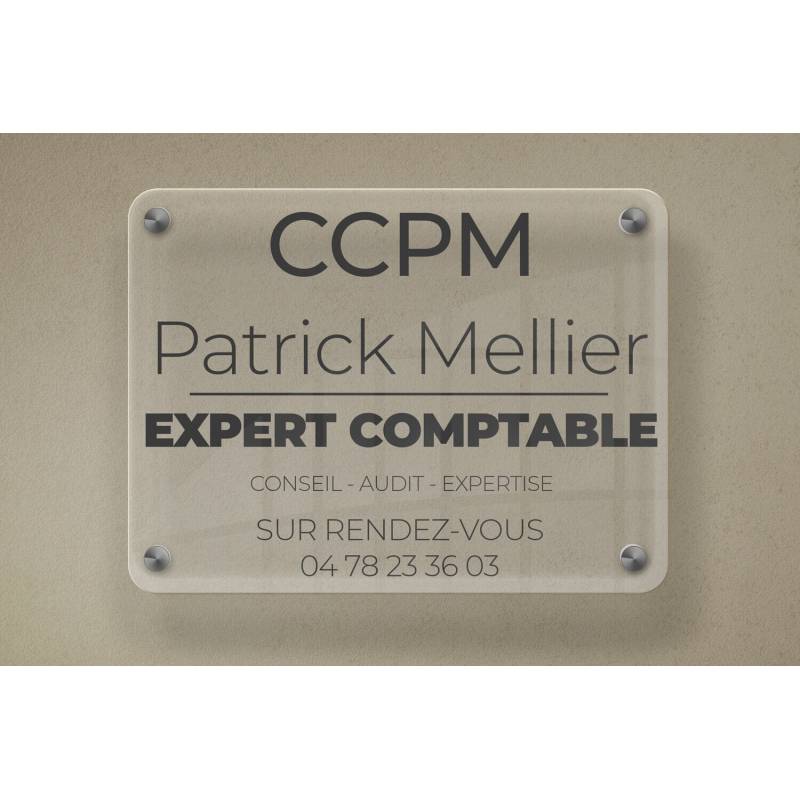 CCPM
Patrick Mellier
EXPERT COMPTABLE
CONSEIL - AUDIT - EXPERTISE
SUR RENDEZ-VOUS
04 78 23 36 03